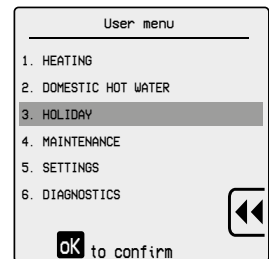 User menu
1. HEATING
2. DOMESTIC HOT WATER
3. HOLIDAY
4. MAINTENANCE
5. SETTINGS
6. DIAGNOSTICS
OK to confirm